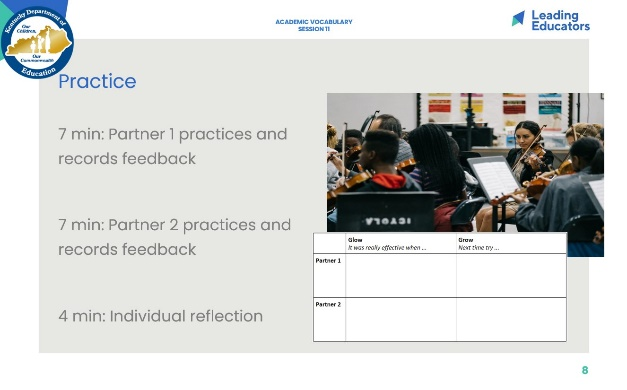 Kentucky Department of
Our
Children,
Our
Commonwealth
Education
ACADEMIC VOCABULARY
SESSION 11
Leading
Educators
Practice
7 min: Partner 1 practices and
records feedback
7 min: Partner 2 practices and
records feedback
4 min: Individual reflection
Glow
It was really effective when ...
Grow
Next time try ...
Partner 1
Partner 2
8